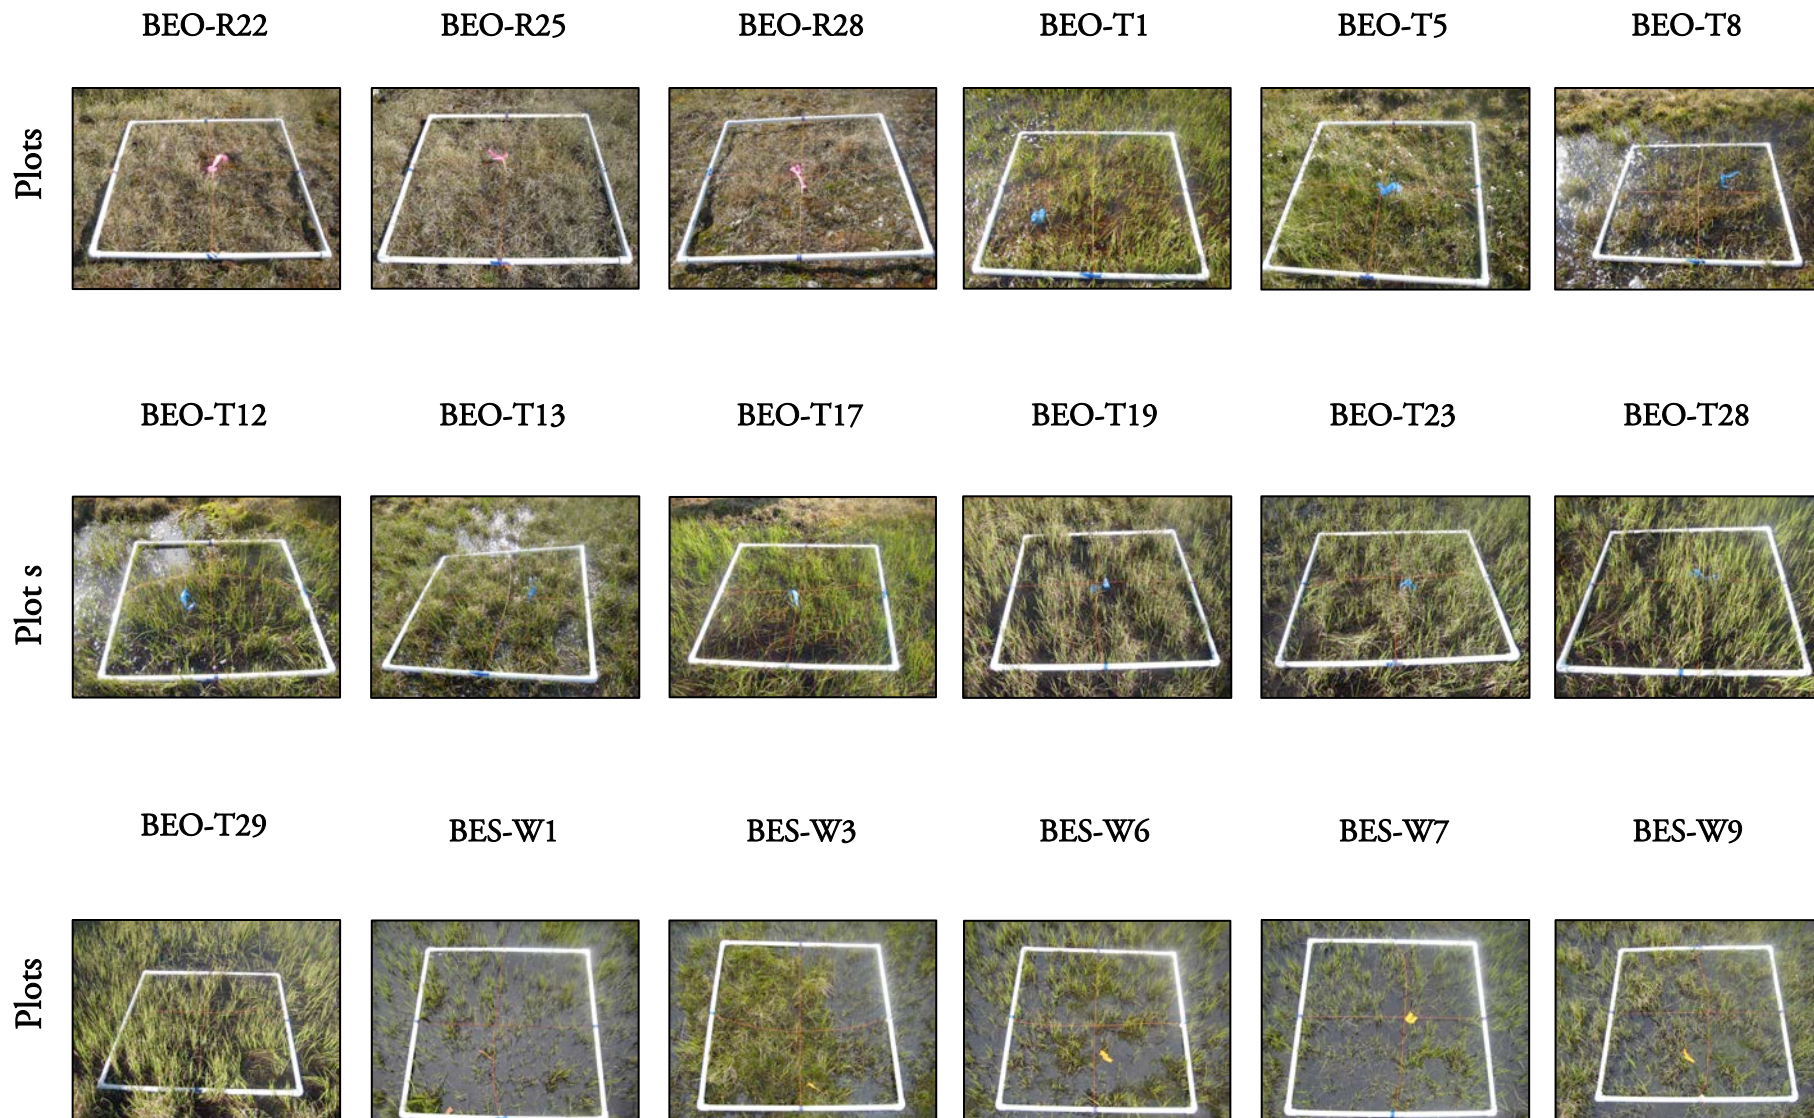 BEO-R22 BEO-R25 BEO-R28 BEO-T1 BEO-T5 BEO-T8
Plots
BEO-T12 BEO-T13 BEO-T17 BEO-T19 BEO-T23 BEO-T28
Plot s
BEO-T29 BES-W1 BES-W3 BES-W6 BES-W7 BES-W9
Plots